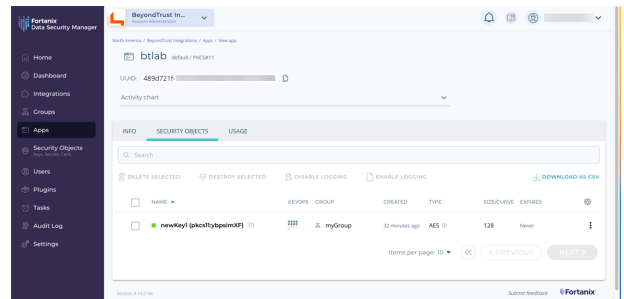 Fortanix
Data Security Manager
Home
Dashboard
Integrations
Groups
Apps
Security Objects
Keys, Secrets, Certs
Users
Plugins
Tasks
Audit Log
Settings
BeyondTrust In...
Account Administrator
North America / BeyondTrust Integrations / Apps / View app
btlab default / PKCS#11
UUID: 489d721f-
Activity chart
INFO SECURITY OBJECTS USAGE
Search
DELETE SELECTED DESTROY SELECTED DISABLE LOGGING ENABLE LOGGING DOWNLOAD AS CSV
NAME KEYOPS GROUP CREATED TYPE SIZE/CURVE EXPIRES
newKey1 (pkcs11:ybpsimXF) myGroup 32 minutes ago AES 128 Never
Items per page: 10 < PREVIOUS NEXT >
Submit feedback Fortanix